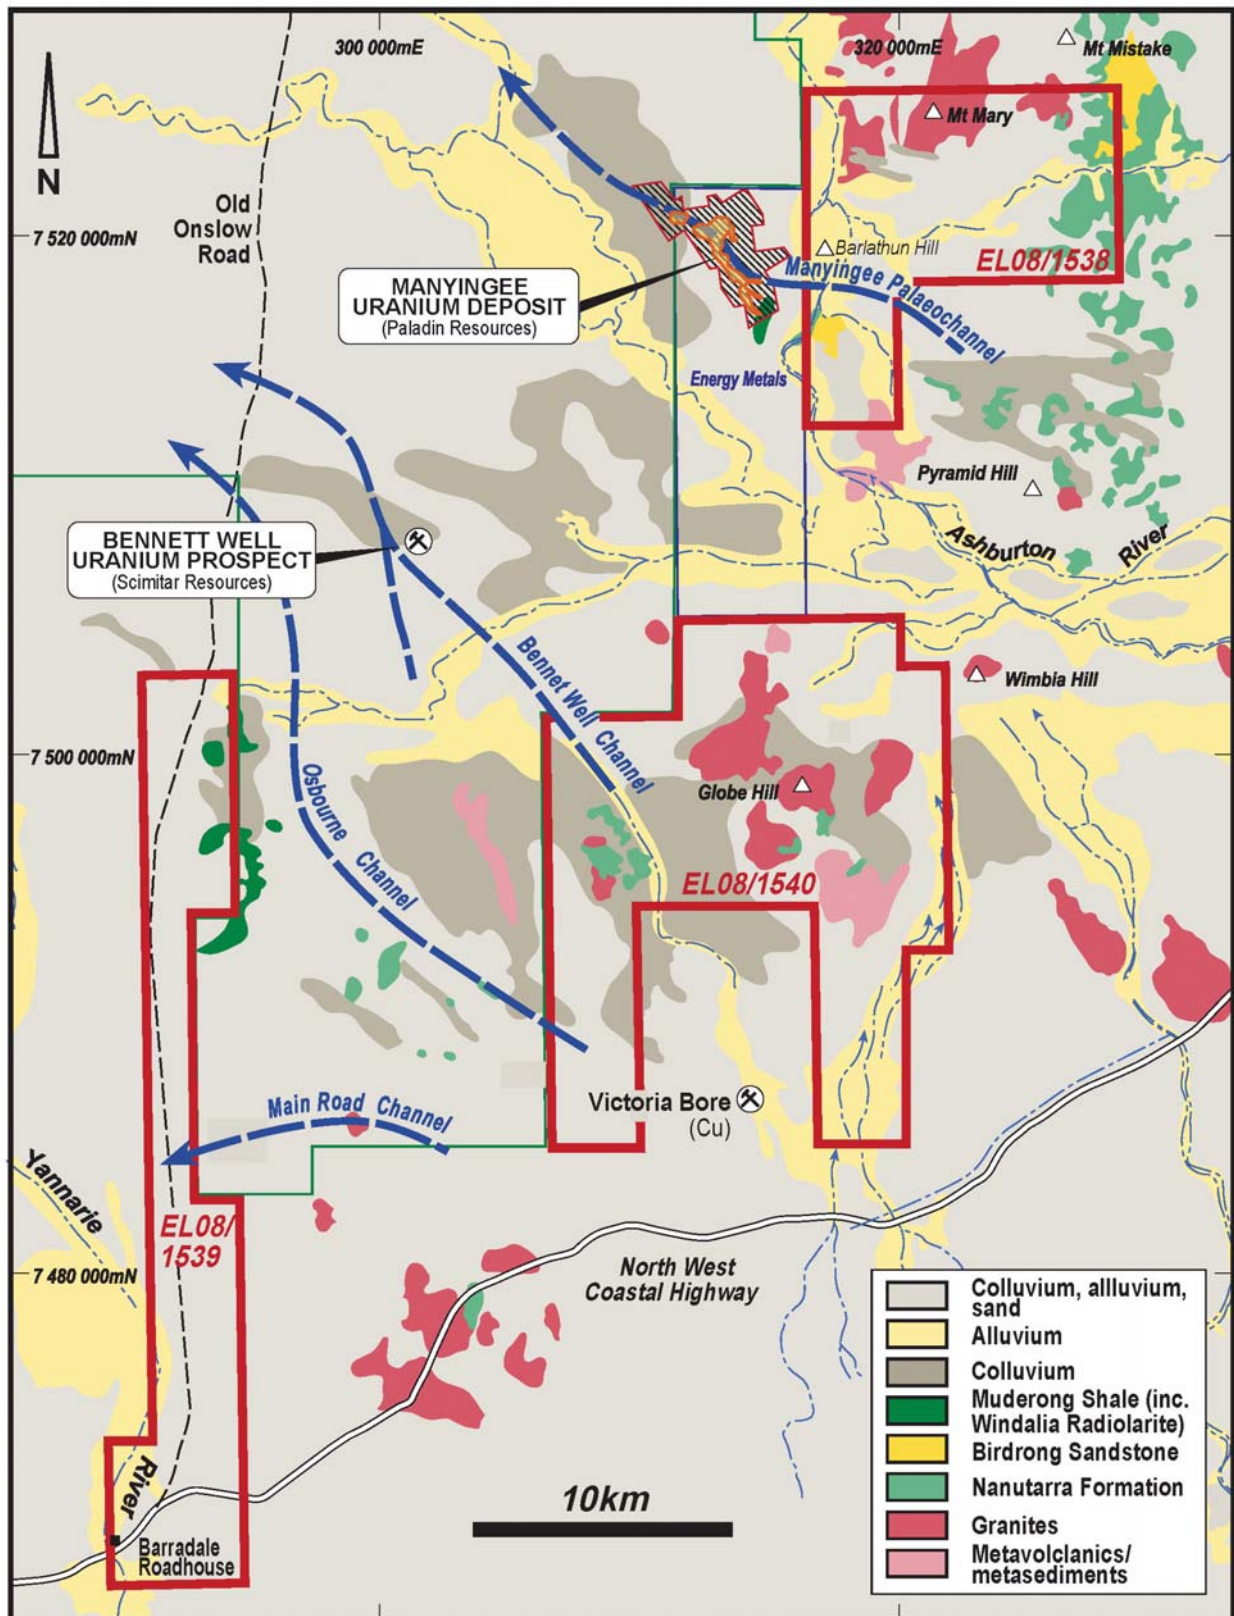 300 000mE
320 000mE
Mt Mistake
Mt Mary
N
Old
Onslow
Road
7 520 000mN
Barlathun Hill
EL08/1538
MANYINGEE
URANIUM DEPOSIT
(Paladin Resources)
Manyingee Palaeochannel
Energy Metals
Pyramid Hill
BENNETT WELL
URANIUM PROSPECT
(Scimitar Resources)
Ashburton River
Bennet Well Channel
Wimbia Hill
7 500 000mN
Globe Hill
Osbourne Channel
EL08/1540
Victoria Bore
(Cu)
Main Road Channel
Yannarie
EL08/
1539
7 480 000mN
North West
Coastal Highway
River
10km
Barradale
Roadhouse
Colluvium, allluvium,
sand
Alluvium
Colluvium
Muderong Shale (inc.
Windalia Radiolarite)
Birdrong Sandstone
Nanutarra Formation
Granites
Metavolclanics/
metasediments